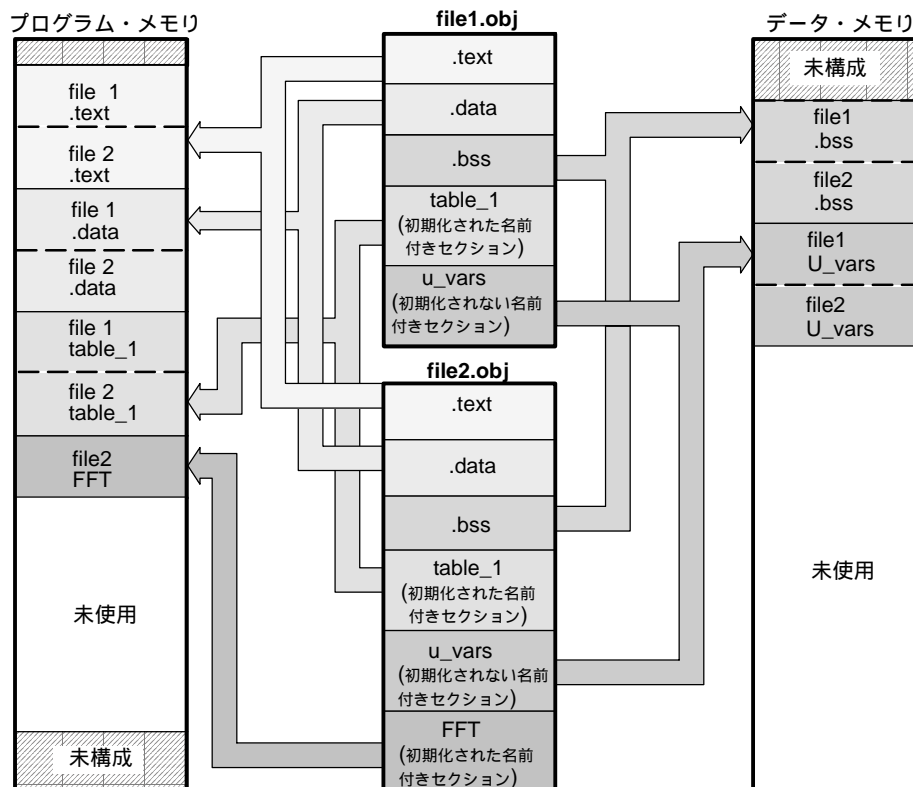 プログラム・メモリ
file 1
.text
file 2
.text
file 1
.data
file 2
.data
file 1
table_1
file 2
table_1
file2
FFT
未使用
未構成
file1.obj
.text
.data
.bss
table_1
(初期化された名前
付きセクション)
u_vars
(初期化されない名前
付きセクション)
file2.obj
.text
.data
.bss
table_1
(初期化された名前
付きセクション)
u_vars
(初期化されない名前
付きセクション)
FFT
(初期化された名前
付きセクション)
データ・メモリ
未構成
file1
.bss
file2
.bss
file1
U_vars
file2
U_vars
未使用